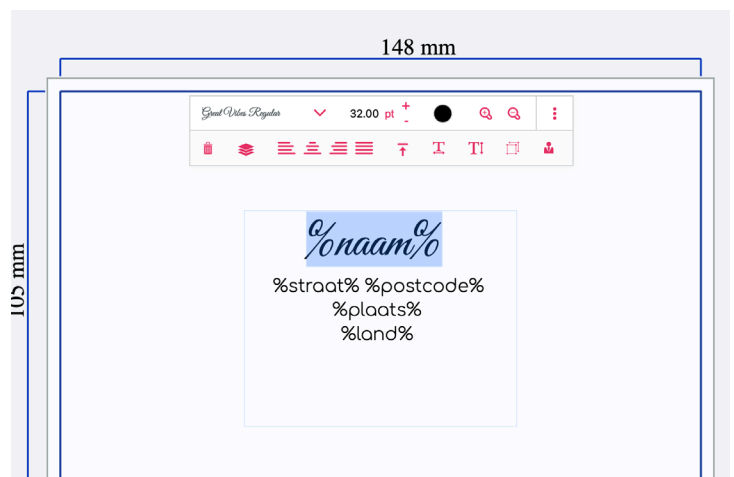 148 mm
Great Vibes Regular
32.00 pt
+
-
105 mm
%naam%
%straat% %postcode%
%plaats%
%land%